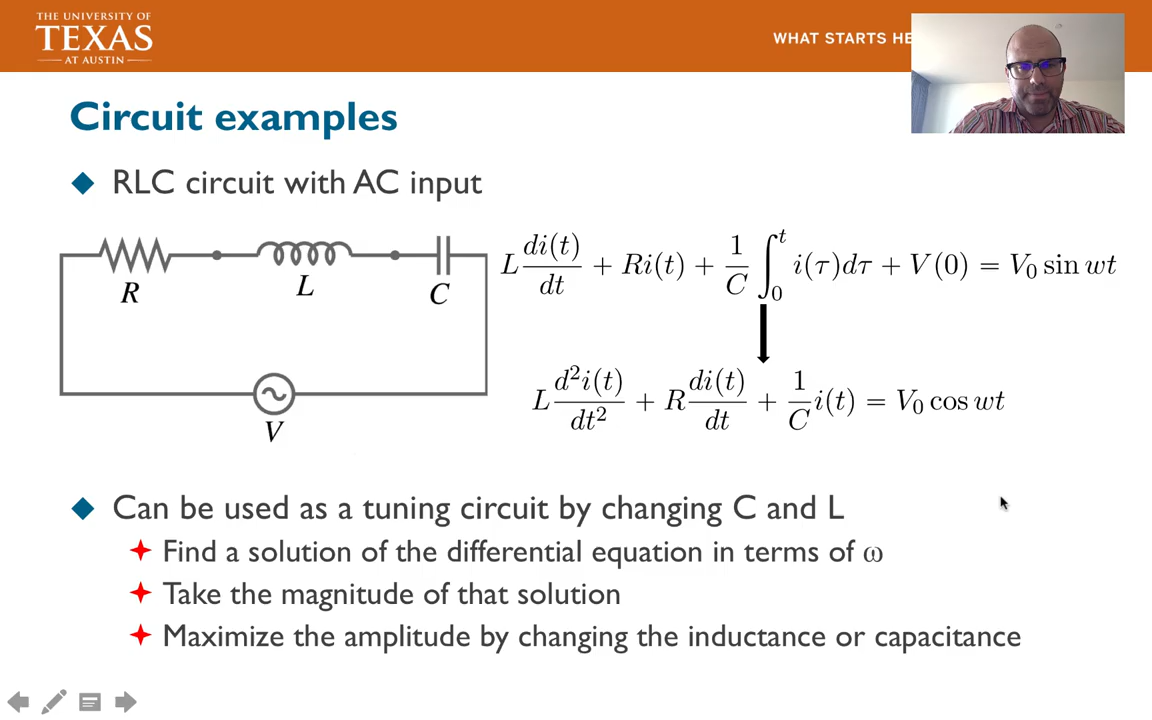 THE UNIVERSITY OF
TEXAS
AT AUSTIN
WHAT STARTS HE
Circuit examples
RLC circuit with AC input
R
L
C
V
L di(t)/dt + Ri(t) + 1/C ∫₀ᵗ i(τ)dτ + V(0) = V₀ sin wt
L d²i(t)/dt² + R di(t)/dt + 1/C i(t) = V₀ cos wt
Can be used as a tuning circuit by changing C and L
Find a solution of the differential equation in terms of ω
Take the magnitude of that solution
Maximize the amplitude by changing the inductance or capacitance